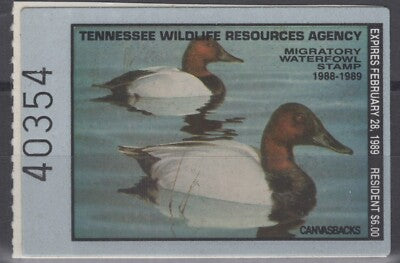 TENNESSEE WILDLIFE RESOURCES AGENCY
MIGRATORY
WATERFOWL
STAMP
1988-1989
EXPIRES FEBRUARY 28, 1989 RESIDENT $6.00
40354
CANVASBACKS